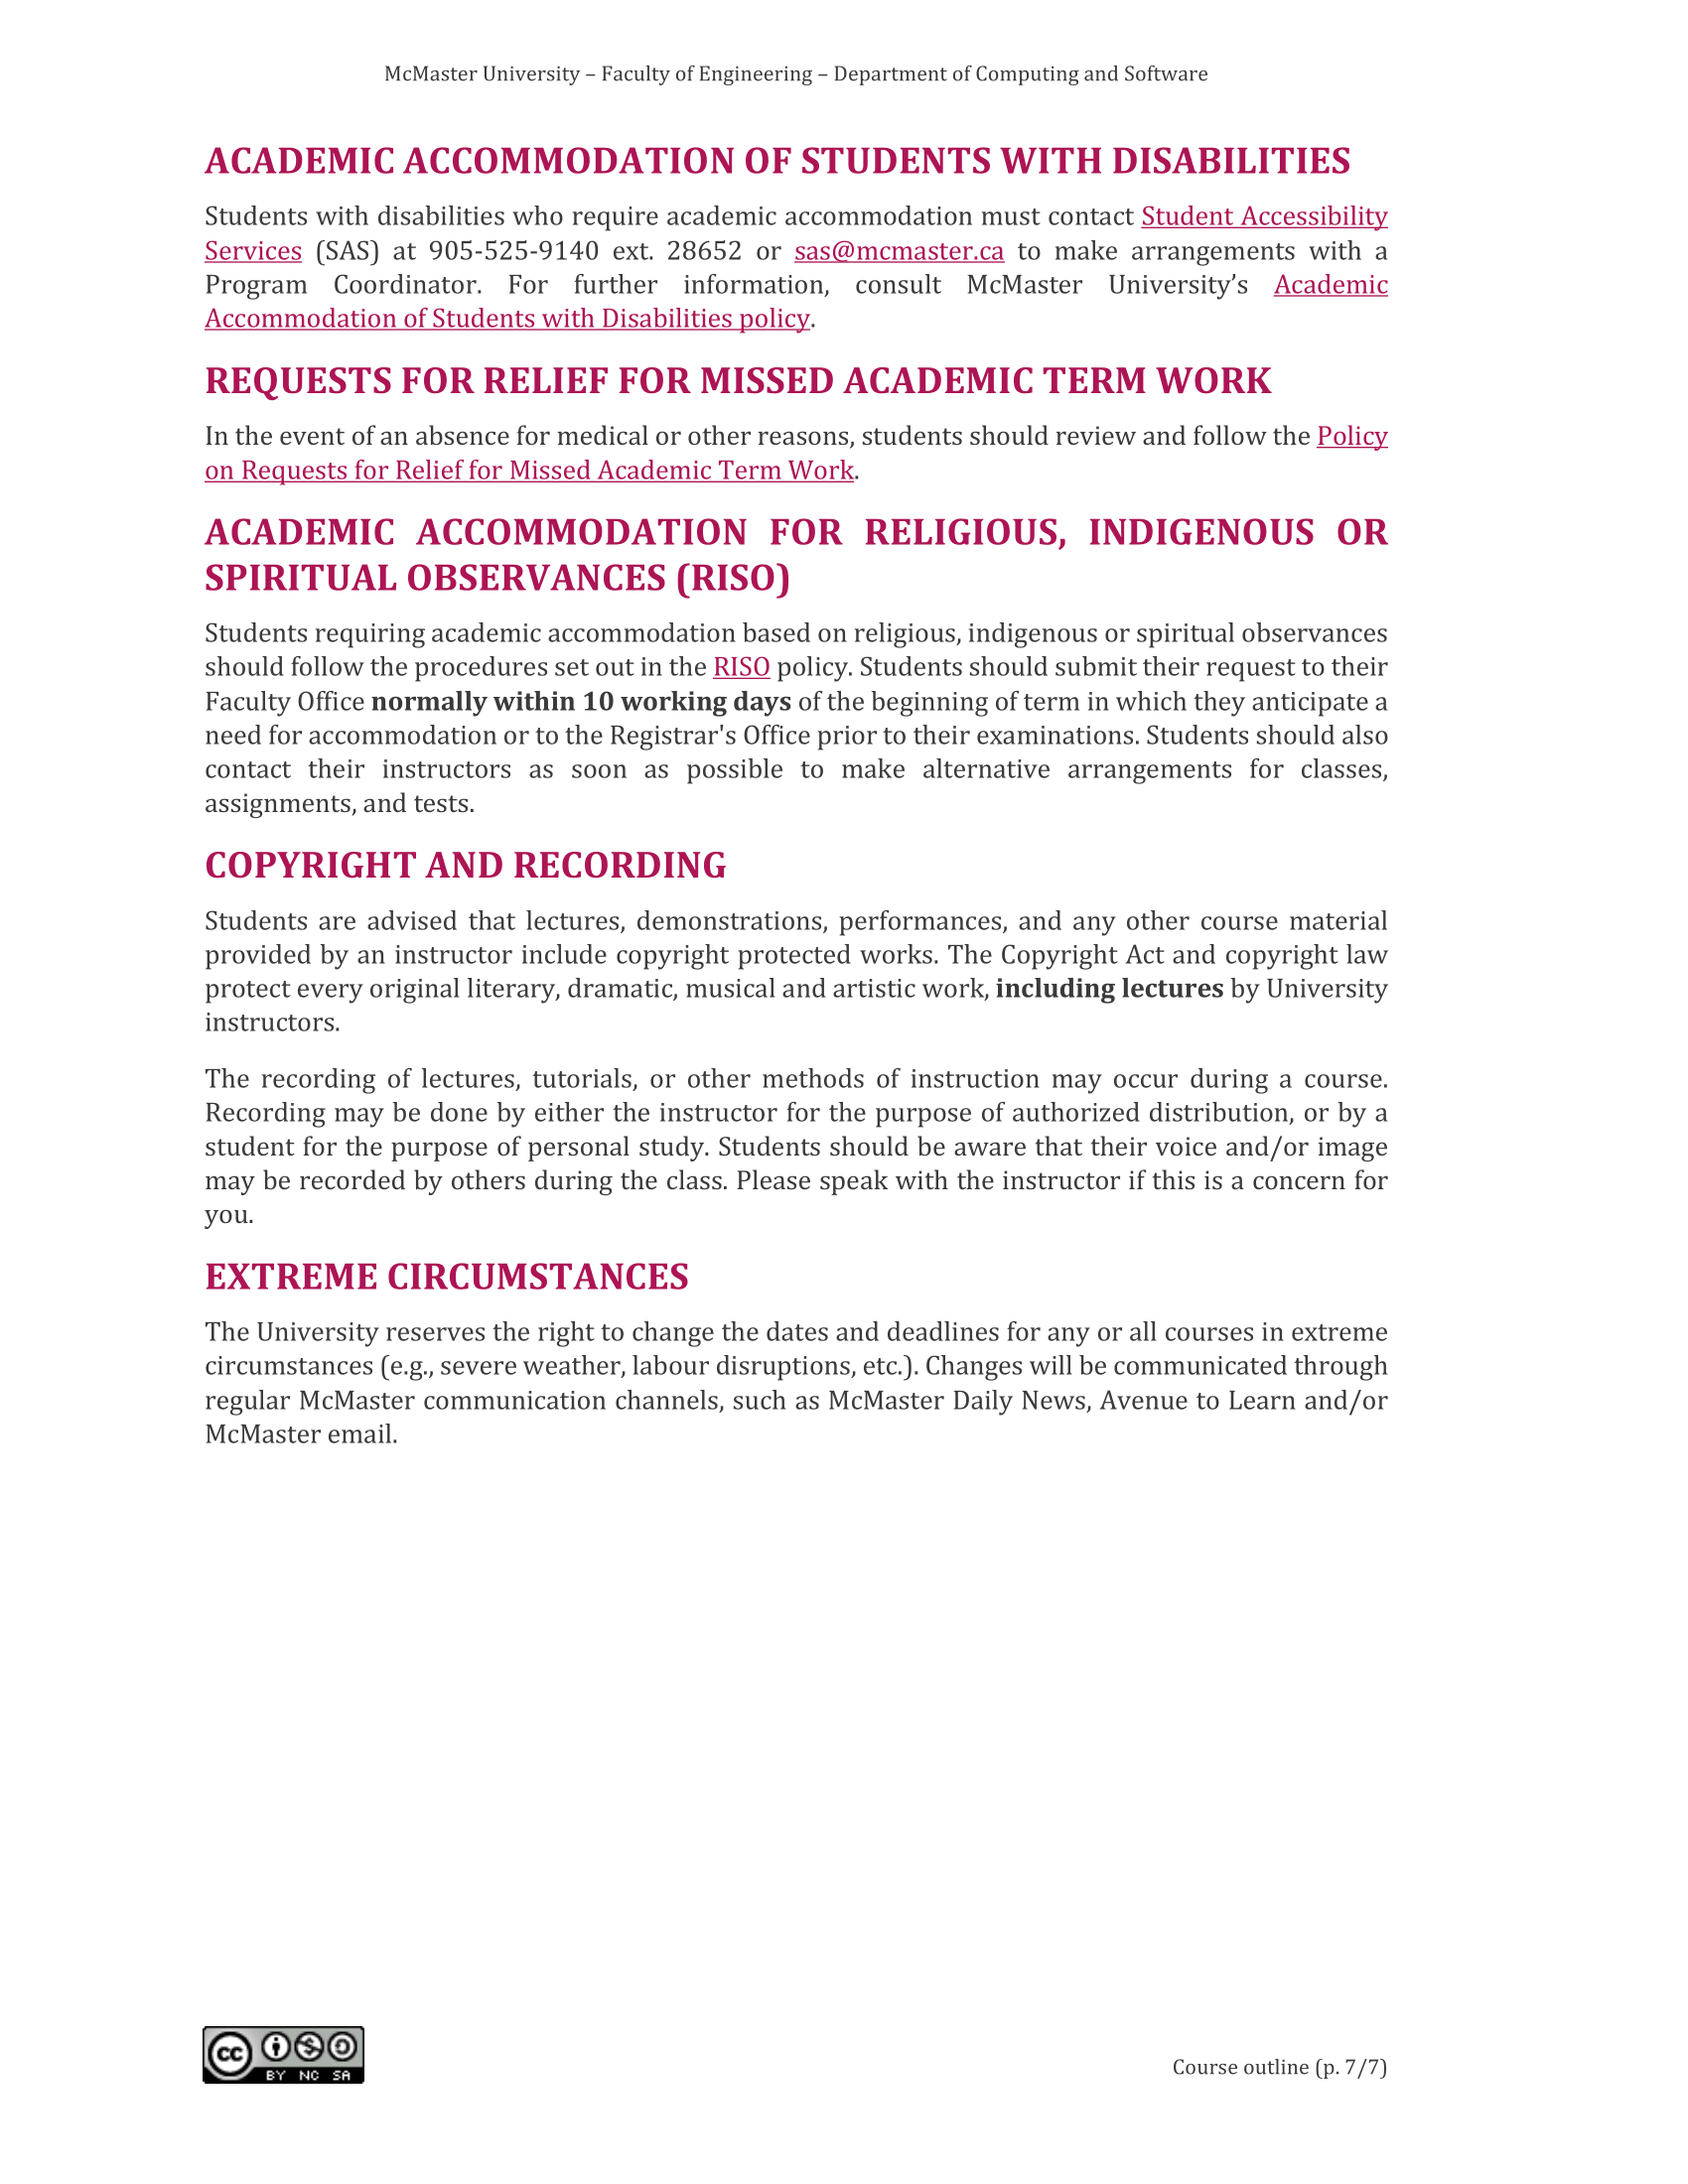 McMaster University – Faculty of Engineering – Department of Computing and Software
ACADEMIC ACCOMMODATION OF STUDENTS WITH DISABILITIES
Students with disabilities who require academic accommodation must contact Student Accessibility
Services (SAS) at 905-525-9140 ext. 28652 or sas@mcmaster.ca to make arrangements with a
Program Coordinator. For further information, consult McMaster University’s Academic
Accommodation of Students with Disabilities policy.
REQUESTS FOR RELIEF FOR MISSED ACADEMIC TERM WORK
In the event of an absence for medical or other reasons, students should review and follow the Policy
on Requests for Relief for Missed Academic Term Work.
ACADEMIC ACCOMMODATION FOR RELIGIOUS, INDIGENOUS OR
SPIRITUAL OBSERVANCES (RISO)
Students requiring academic accommodation based on religious, indigenous or spiritual observances
should follow the procedures set out in the RISO policy. Students should submit their request to their
Faculty Office normally within 10 working days of the beginning of term in which they anticipate a
need for accommodation or to the Registrar's Office prior to their examinations. Students should also
contact their instructors as soon as possible to make alternative arrangements for classes,
assignments, and tests.
COPYRIGHT AND RECORDING
Students are advised that lectures, demonstrations, performances, and any other course material
provided by an instructor include copyright protected works. The Copyright Act and copyright law
protect every original literary, dramatic, musical and artistic work, including lectures by University
instructors.
The recording of lectures, tutorials, or other methods of instruction may occur during a course.
Recording may be done by either the instructor for the purpose of authorized distribution, or by a
student for the purpose of personal study. Students should be aware that their voice and/or image
may be recorded by others during the class. Please speak with the instructor if this is a concern for
you.
EXTREME CIRCUMSTANCES
The University reserves the right to change the dates and deadlines for any or all courses in extreme
circumstances (e.g., severe weather, labour disruptions, etc.). Changes will be communicated through
regular McMaster communication channels, such as McMaster Daily News, Avenue to Learn and/or
McMaster email.
cc BY NC SA
Course outline (p. 7/7)